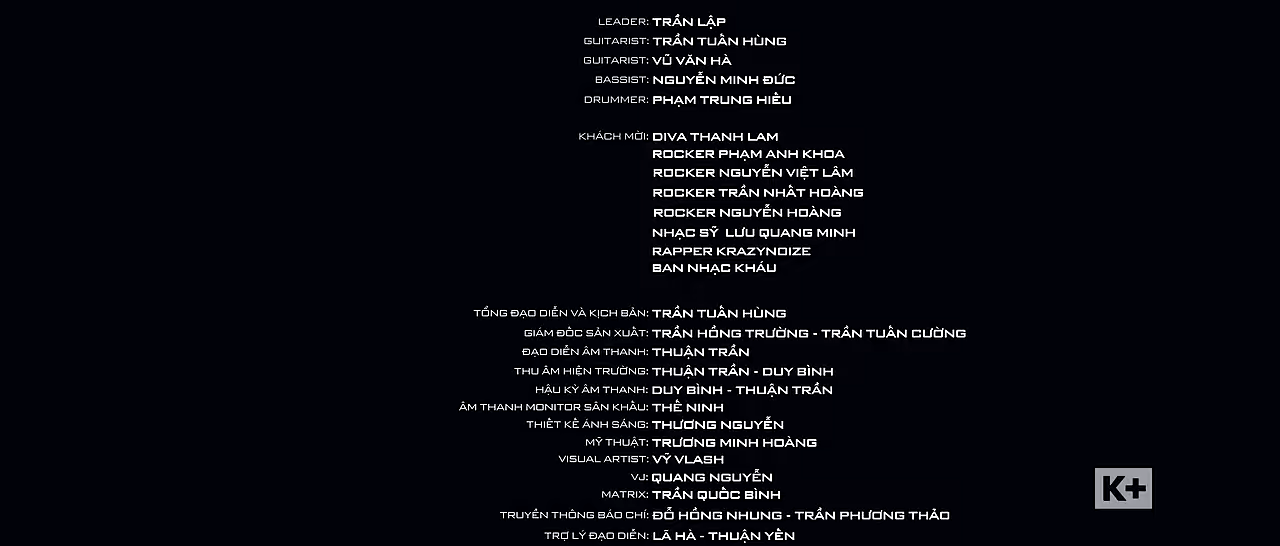 LEADER: TRẦN LẬP
GUITARIST: TRẦN TUẤN HÙNG
GUITARIST: VŨ VĂN HÀ
BASSIST: NGUYỄN MINH ĐỨC
DRUMMER: PHẠM TRUNG HIẾU
KHÁCH MỜI: DIVA THANH LAM
ROCKER PHẠM ANH KHOA
ROCKER NGUYỄN VIỆT LÂM
ROCKER TRẦN NHẤT HOÀNG
ROCKER NGUYỄN HOÀNG
NHẠC SỸ LƯU QUANG MINH
RAPPER KRAZYNOIZE
BAN NHẠC KHÁU
TỔNG ĐẠO DIỄN VÀ KỊCH BẢN: TRẦN TUẤN HÙNG
GIÁM ĐỐC SẢN XUẤT: TRẦN HỒNG TRƯỜNG - TRẦN TUẤN CƯỜNG
ĐẠO DIỄN ÂM THANH: THUẬN TRẦN
THU ÂM HIỆN TRƯỜNG: THUẬN TRẦN - DUY BÌNH
HẬU KỲ ÂM THANH: DUY BÌNH - THUẬN TRẦN
ÂM THANH MONITOR SÂN KHẤU: THẾ NINH
THIẾT KẾ ÁNH SÁNG: THƯƠNG NGUYỄN
MỸ THUẬT: TRƯƠNG MINH HOÀNG
VISUAL ARTIST: VỸ VLASH
VJ: QUANG NGUYỄN
MATRIX: TRẦN QUỐC BÌNH
TRUYỀN THÔNG BÁO CHÍ: ĐỖ HỒNG NHUNG - TRẦN PHƯƠNG THẢO
TRỢ LÝ ĐẠO DIỄN: LÃ HÀ - THUẬN YẾN
K+